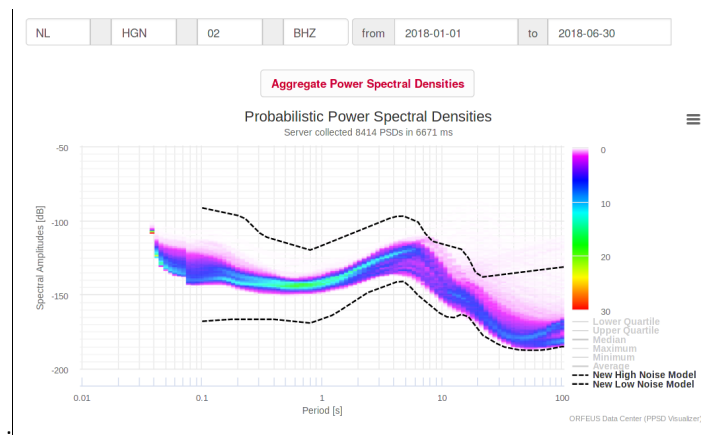 NL HGN 02 BHZ from 2018-01-01 to 2018-06-30
Aggregate Power Spectral Densities
Probabilistic Power Spectral Densities
Server collected 8414 PSDs in 6671 ms
Spectral Amplitudes [dB]
-50
-100
-150
-200
0.01 0.1 1 10 100
Period [s]
0
10
20
30
Lower Quartile
Upper Quartile
Median
Maximum
Minimum
Average
New High Noise Model
New Low Noise Model
ORFEUS Data Center (PPSD Visualizer)